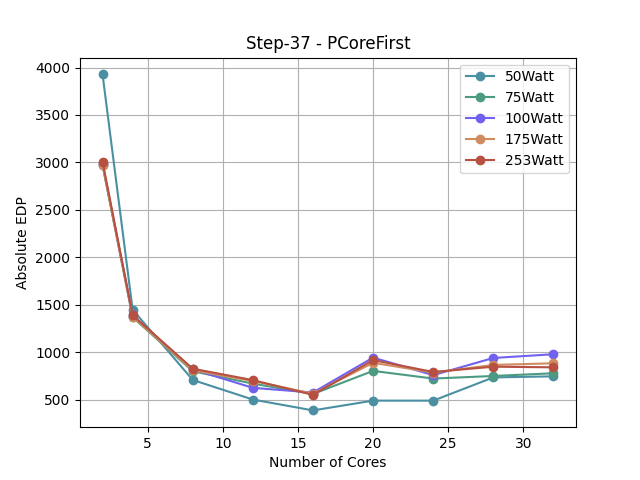 Step-37 - PCoreFirst
50Watt
75Watt
100Watt
175Watt
253Watt
Absolute EDP
4000
3500
3000
2500
2000
1500
1000
500
5 10 15 20 25 30
Number of Cores